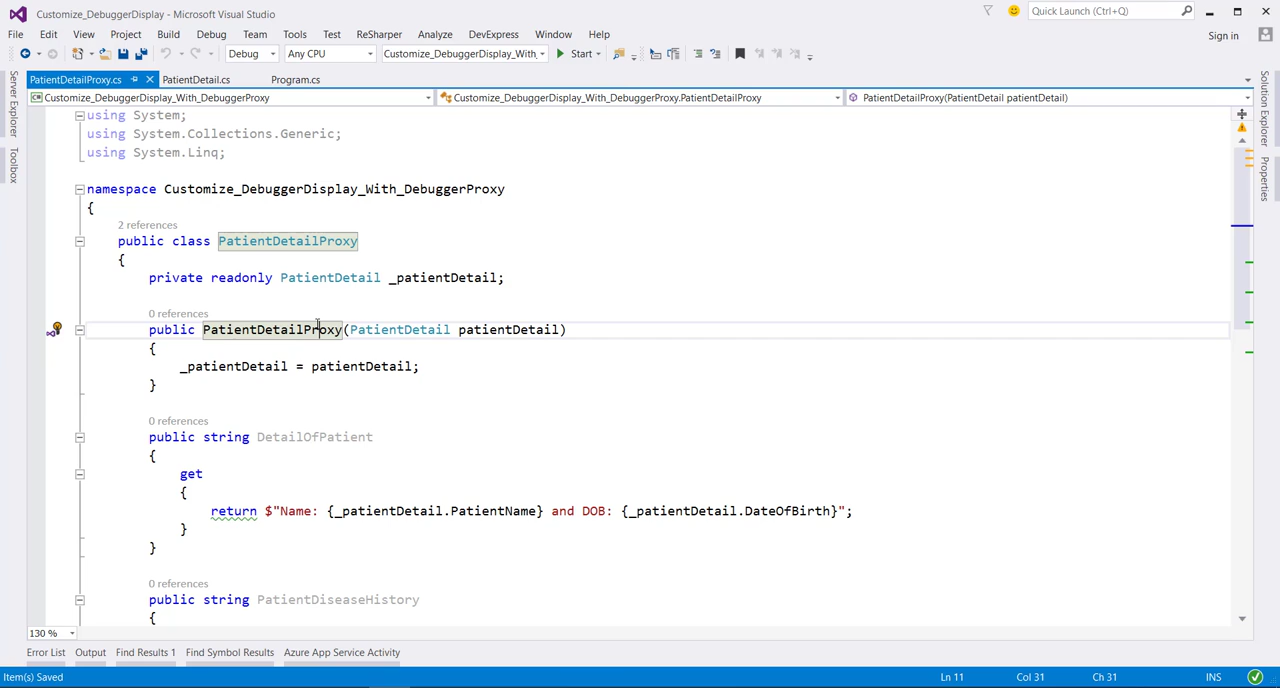 Customize_DebuggerDisplay - Microsoft Visual Studio
Quick Launch (Ctrl+Q)
File Edit View Project Build Debug Team Tools Test ReSharper Analyze DevExpress Window Help
Sign in
Debug Any CPU Customize_DebuggerDisplay_With_ Start
PatientDetailProxy.cs PatientDetail.cs Program.cs
Customize_DebuggerDisplay_With_DebuggerProxy Customize_DebuggerDisplay_With_DebuggerProxy.PatientDetailProxy PatientDetailProxy(PatientDetail patientDetail)
Server Explorer
Toolbox
Solution Explorer
Properties
using System;
using System.Collections.Generic;
using System.Linq;
namespace Customize_DebuggerDisplay_With_DebuggerProxy
{
2 references
public class PatientDetailProxy
{
private readonly PatientDetail _patientDetail;
0 references
public PatientDetailProxy(PatientDetail patientDetail)
{
_patientDetail = patientDetail;
}
0 references
public string DetailOfPatient
{
get
{
return $"Name: {_patientDetail.PatientName} and DOB: {_patientDetail.DateOfBirth}";
}
}
0 references
public string PatientDiseaseHistory
{
130 %
Error List Output Find Results 1 Find Symbol Results Azure App Service Activity
Item(s) Saved Ln 11 Col 31 Ch 31 INS